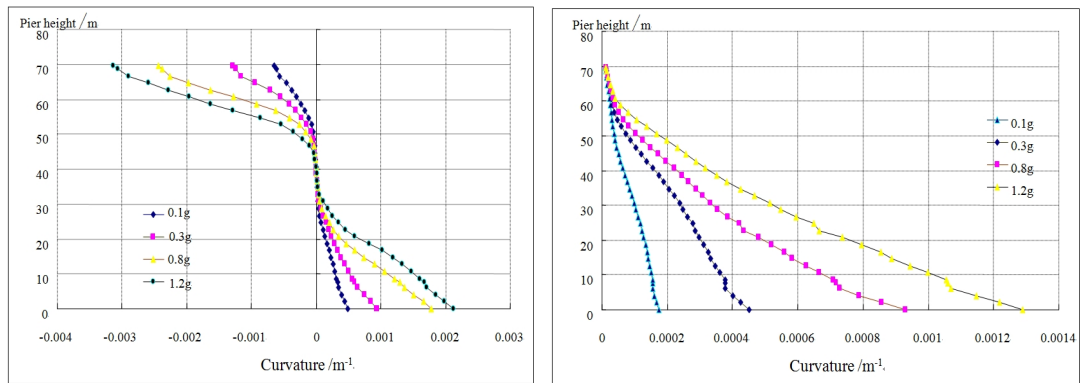 Pier height / m
80
70
60
50
40
30
20
10
0
-0.004 -0.003 -0.002 -0.001 0 0.001 0.002 0.003
Curvature /m-1.
0.1g
0.3g
0.8g
1.2g
Pier height / m
80
70
60
50
40
30
20
10
0
0 0.0002 0.0004 0.0006 0.0008 0.001 0.0012 0.0014
Curvature /m-1.
0.1g
0.3g
0.8g
1.2g